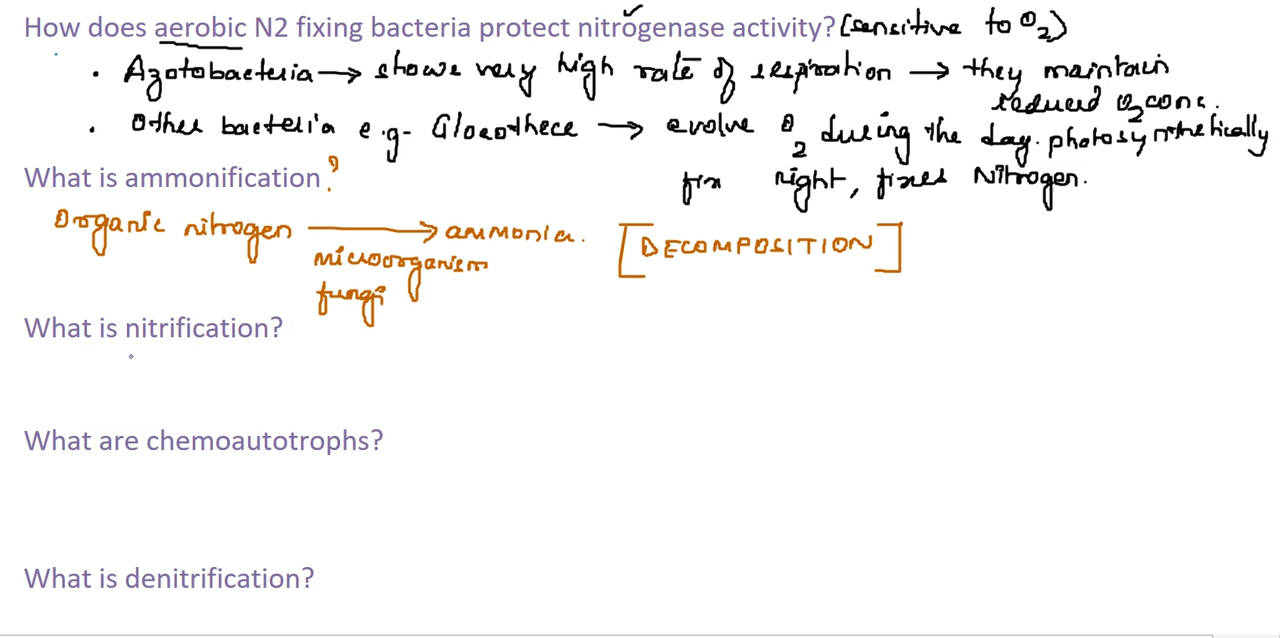 How does aerobic N2 fixing bacteria protect nitrogenase activity? (sensitive to O2)
• Azotobacteria → shows very high rate of respiration → they maintain
reduced O2 conc.
• Other bacteria e.g- Gloeothece → evolve O2 during the day. photosynthetically
for night, fixes Nitrogen.
What is ammonification?
Organic nitrogen → ammonia. [DECOMPOSITION]
microorganism
fungi
What is nitrification?
What are chemoautotrophs?
What is denitrification?